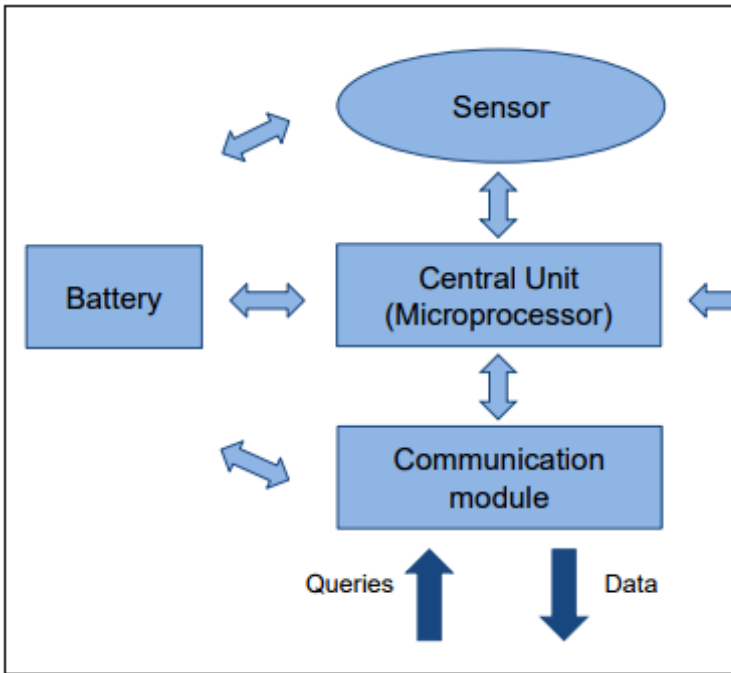 Sensor
Battery
Central Unit
(Microprocessor)
Communication
module
Queries
Data